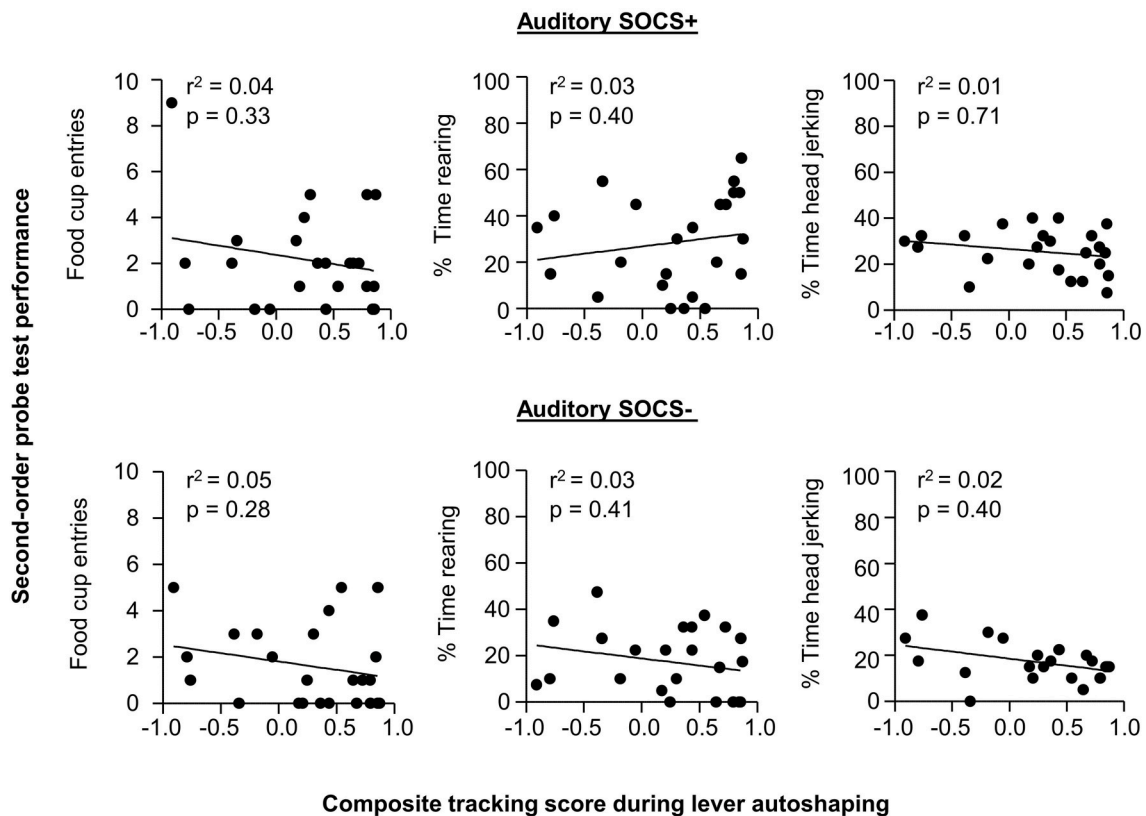 Auditory SOCS+
Second-order probe test performance
Food cup entries
r² = 0.04
p = 0.33
10
8
6
4
2
0
-1.0 -0.5 0.0 0.5 1.0
% Time rearing
r² = 0.03
p = 0.40
100
80
60
40
20
0
-1.0 -0.5 0.0 0.5 1.0
% Time head jerking
r² = 0.01
p = 0.71
100
80
60
40
20
0
-1.0 -0.5 0.0 0.5 1.0
Auditory SOCS-
Food cup entries
r² = 0.05
p = 0.28
10
8
6
4
2
0
-1.0 -0.5 0.0 0.5 1.0
% Time rearing
r² = 0.03
p = 0.41
100
80
60
40
20
0
-1.0 -0.5 0.0 0.5 1.0
% Time head jerking
r² = 0.02
p = 0.40
100
80
60
40
20
0
-1.0 -0.5 0.0 0.5 1.0
Composite tracking score during lever autoshaping